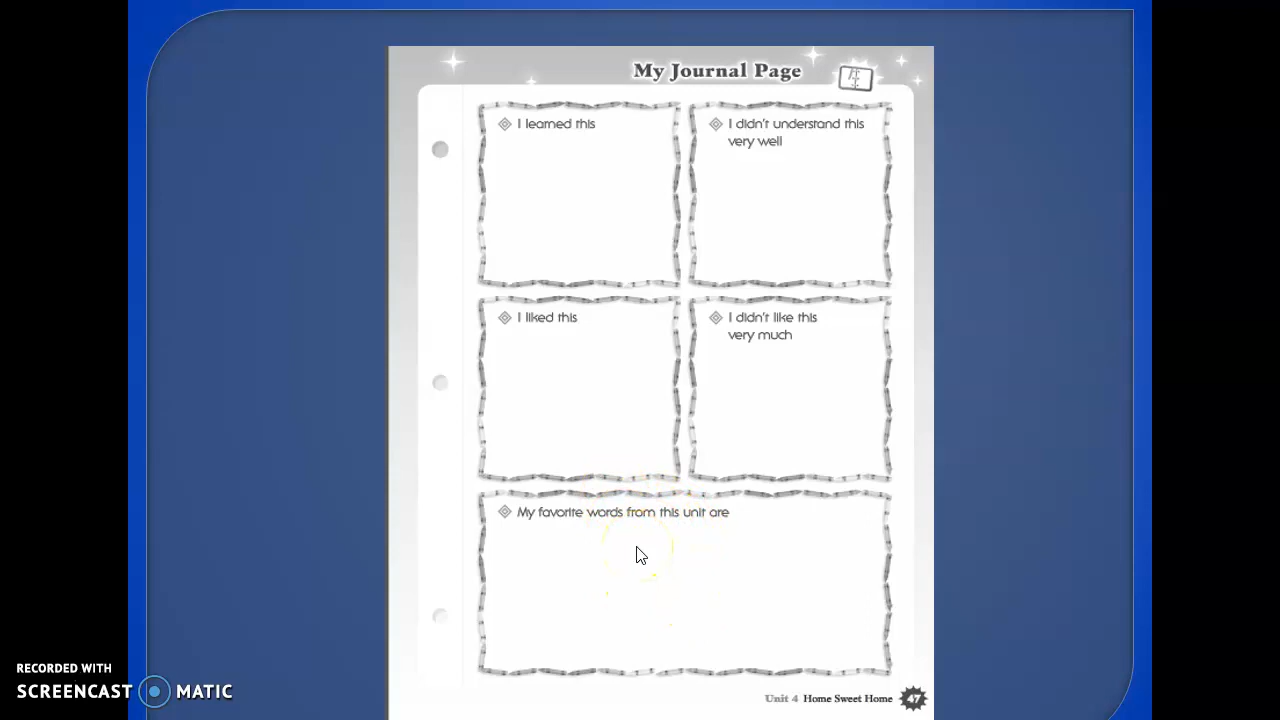 My Journal Page
I learned this
I didn't understand this
very well
I liked this
I didn't like this
very much
My favorite words from this unit are
Unit 4 Home Sweet Home 47
RECORDED WITH
SCREENCAST MATIC